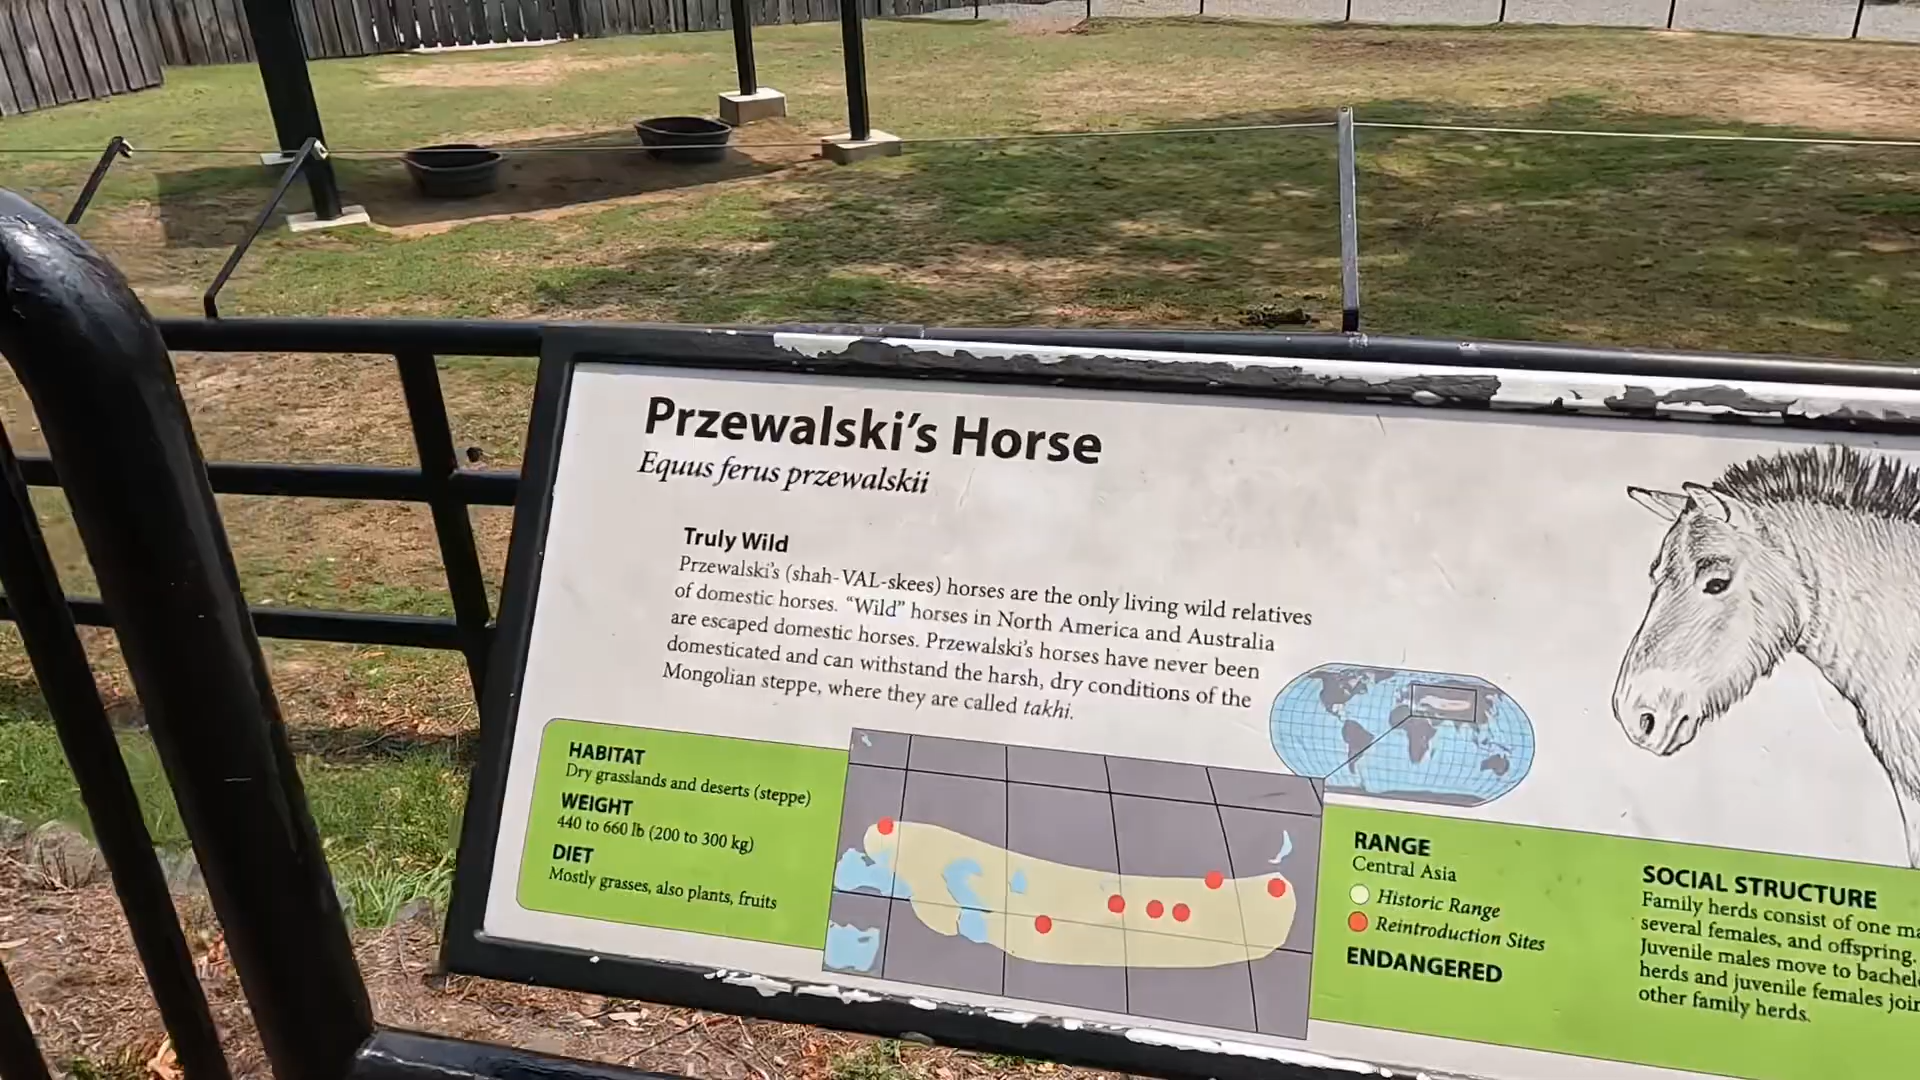 Przewalski's Horse
Equus ferus przewalskii
Truly Wild
Przewalski's (shah-VAL-skees) horses are the only living wild relatives
of domestic horses. “Wild” horses in North America and Australia
are escaped domestic horses. Przewalski's horses have never been
domesticated and can withstand the harsh, dry conditions of the
Mongolian steppe, where they are called takhi.
HABITAT
Dry grasslands and deserts (steppe)
WEIGHT
440 to 660 lb (200 to 300 kg)
DIET
Mostly grasses, also plants, fruits
RANGE
Central Asia
Historic Range
Reintroduction Sites
ENDANGERED
SOCIAL STRUCTURE
Family herds consist of one
several females, and offspring.
Juvenile males move to
herds and juvenile females join
other family herds.